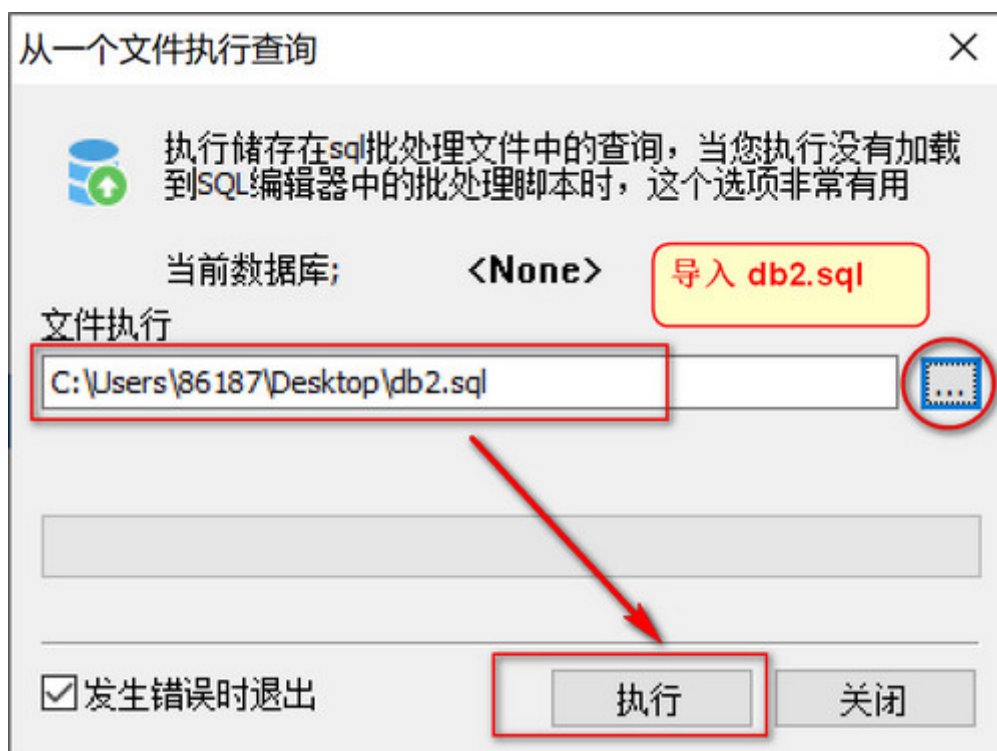 从一个文件执行查询
执行储存在sql批处理文件中的查询，当您执行没有加载
到SQL编辑器中的批处理脚本时，这个选项非常有用
当前数据库; <None>
导入 db2.sql
文件执行
C:\Users\86187\Desktop\db2.sql
...
发生错误时退出
执行
关闭